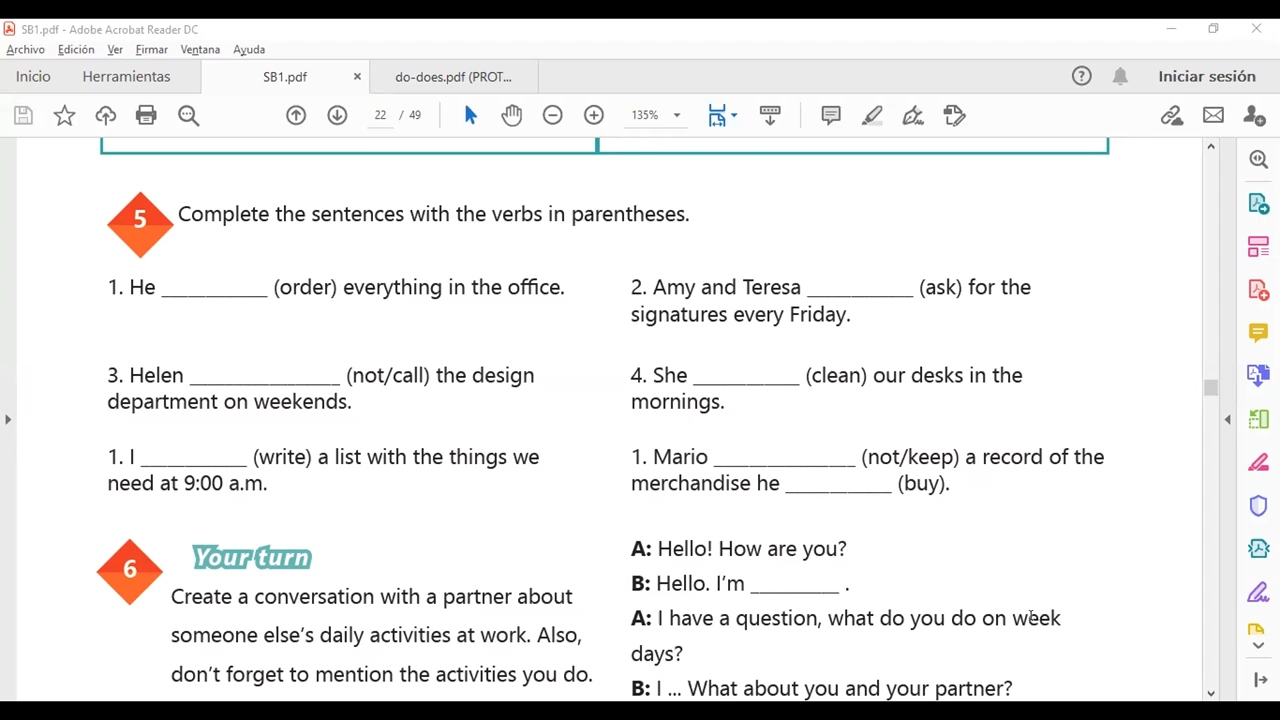 SB1.pdf - Adobe Acrobat Reader DC
Archivo Edición Ver Firmar Ventana Ayuda
Inicio Herramientas SB1.pdf × do-does.pdf (PROT... Iniciar sesión
22 / 49 135%
5 Complete the sentences with the verbs in parentheses.
1. He ___________ (order) everything in the office.
2. Amy and Teresa ___________ (ask) for the
signatures every Friday.
3. Helen ________________ (not/call) the design
department on weekends.
4. She ___________ (clean) our desks in the
mornings.
1. I ___________ (write) a list with the things we
need at 9:00 a.m.
1. Mario _______________ (not/keep) a record of the
merchandise he ___________ (buy).
6 Your turn
Create a conversation with a partner about
someone else's daily activities at work. Also,
don't forget to mention the activities you do.
A: Hello! How are you?
B: Hello. I'm _________ .
A: I have a question, what do you do on week
days?
B: I ... What about you and your partner?